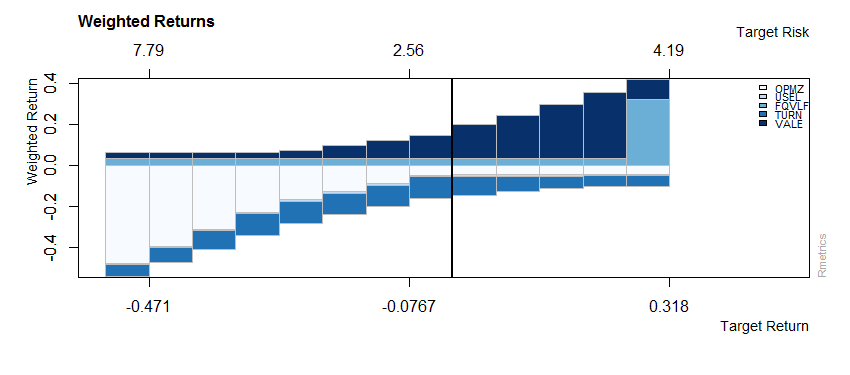 Weighted Returns
Target Risk
7.79 2.56 4.19
Weighted Return
0.4
0.2
0.0
-0.2
-0.4
OPMZ
USEL
FQVLF
TURN
VALE
Rmetrics
-0.471 -0.0767 0.318
Target Return